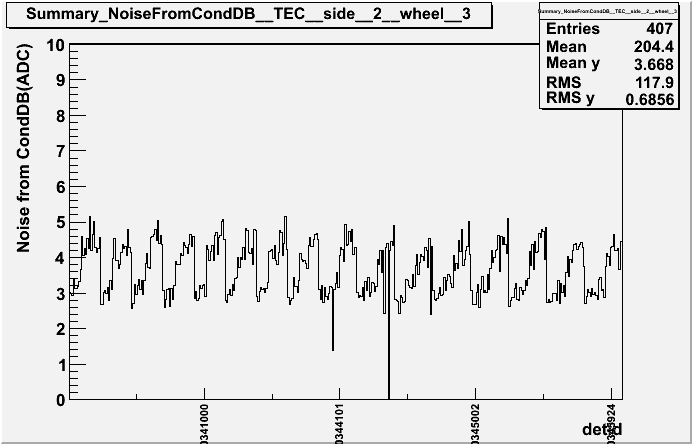 Summary_NoiseFromCondDB__TEC__side__2__wheel__3
Summary_NoiseFromCondDB__TEC__side__2__wheel__3
Entries 407
Mean 204.4
Mean y 3.668
RMS 117.9
RMS y 0.6856
Noise from CondDB(ADC)
10
9
8
7
6
5
4
3
2
1
0
0341000
0344101
0345002
detid